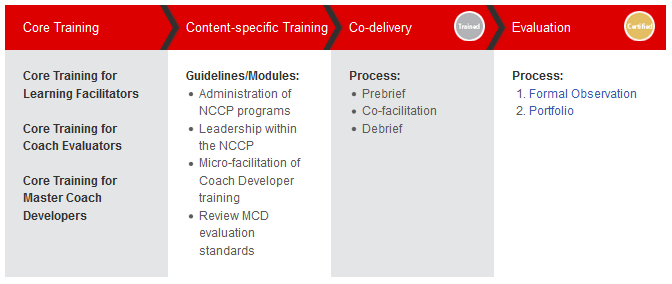 Core Training
Content-specific Training
Co-delivery
Trained
Evaluation
Certified
Core Training for
Learning Facilitators
Core Training for
Coach Evaluators
Core Training for
Master Coach
Developers
Guidelines/Modules:
• Administration of
NCCP programs
• Leadership within
the NCCP
• Micro-facilitation of
Coach Developer
training
• Review MCD
evaluation
standards
Process:
• Prebrief
• Co-facilitation
• Debrief
Process:
1. Formal Observation
2. Portfolio